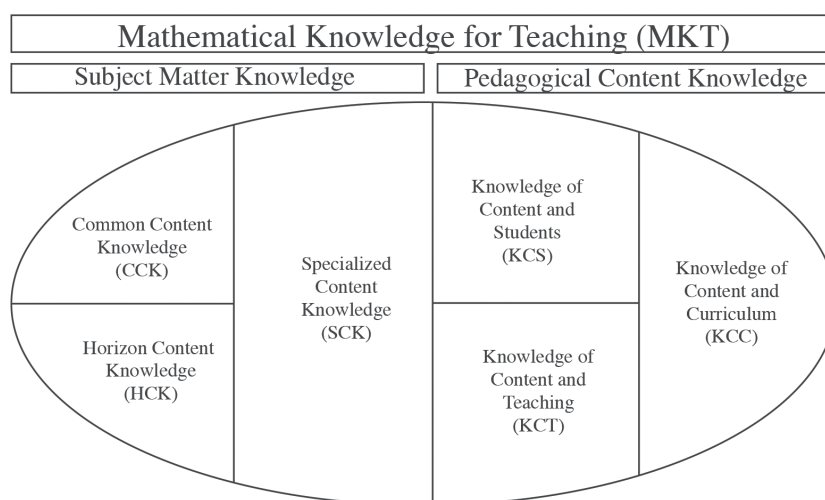 Mathematical Knowledge for Teaching (MKT)
Subject Matter Knowledge
Pedagogical Content Knowledge
Common Content
Knowledge
(CCK)
Horizon Content
Knowledge
(HCK)
Specialized
Content
Knowledge
(SCK)
Knowledge of
Content and
Students
(KCS)
Knowledge of
Content and
Teaching
(KCT)
Knowledge of
Content and
Curriculum
(KCC)